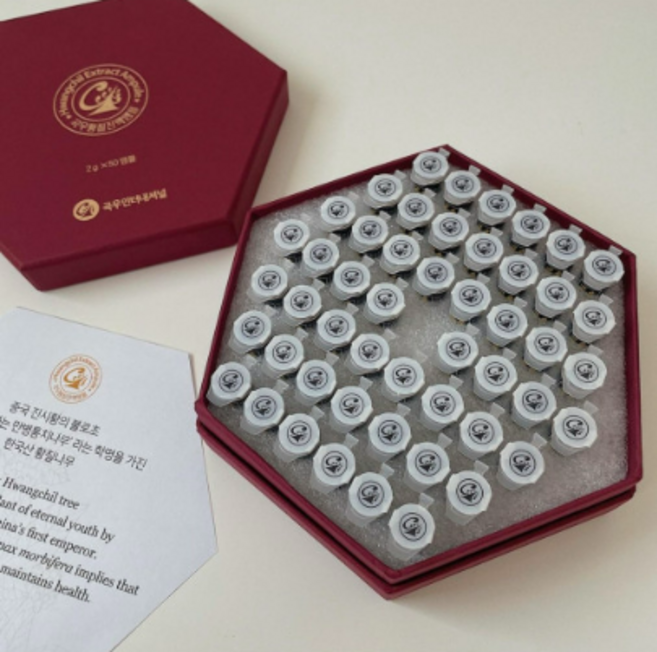 Hwangchil Extract Ampoule
국우황칠진액앰플
2g ×50앰플
국우인터내셔널
중국 진시황의 불로초
는 만병통치나무'라는 학명을 가진
한국산 황칠나무
Hwangchil tree
lant of eternal youth by
ina's first emperor.
nax morbifera implies that
maintains health.